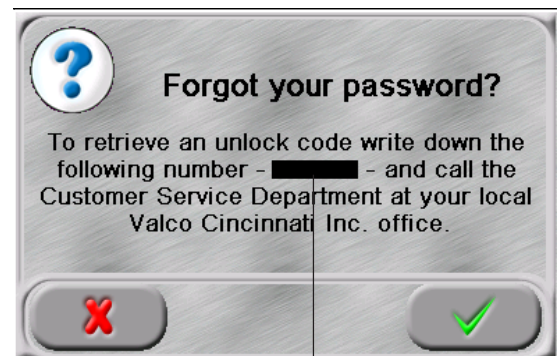 Forgot your password?
To retrieve an unlock code write down the
following number - - and call the
Customer Service Department at your local
Valco Cincinnati Inc. office.